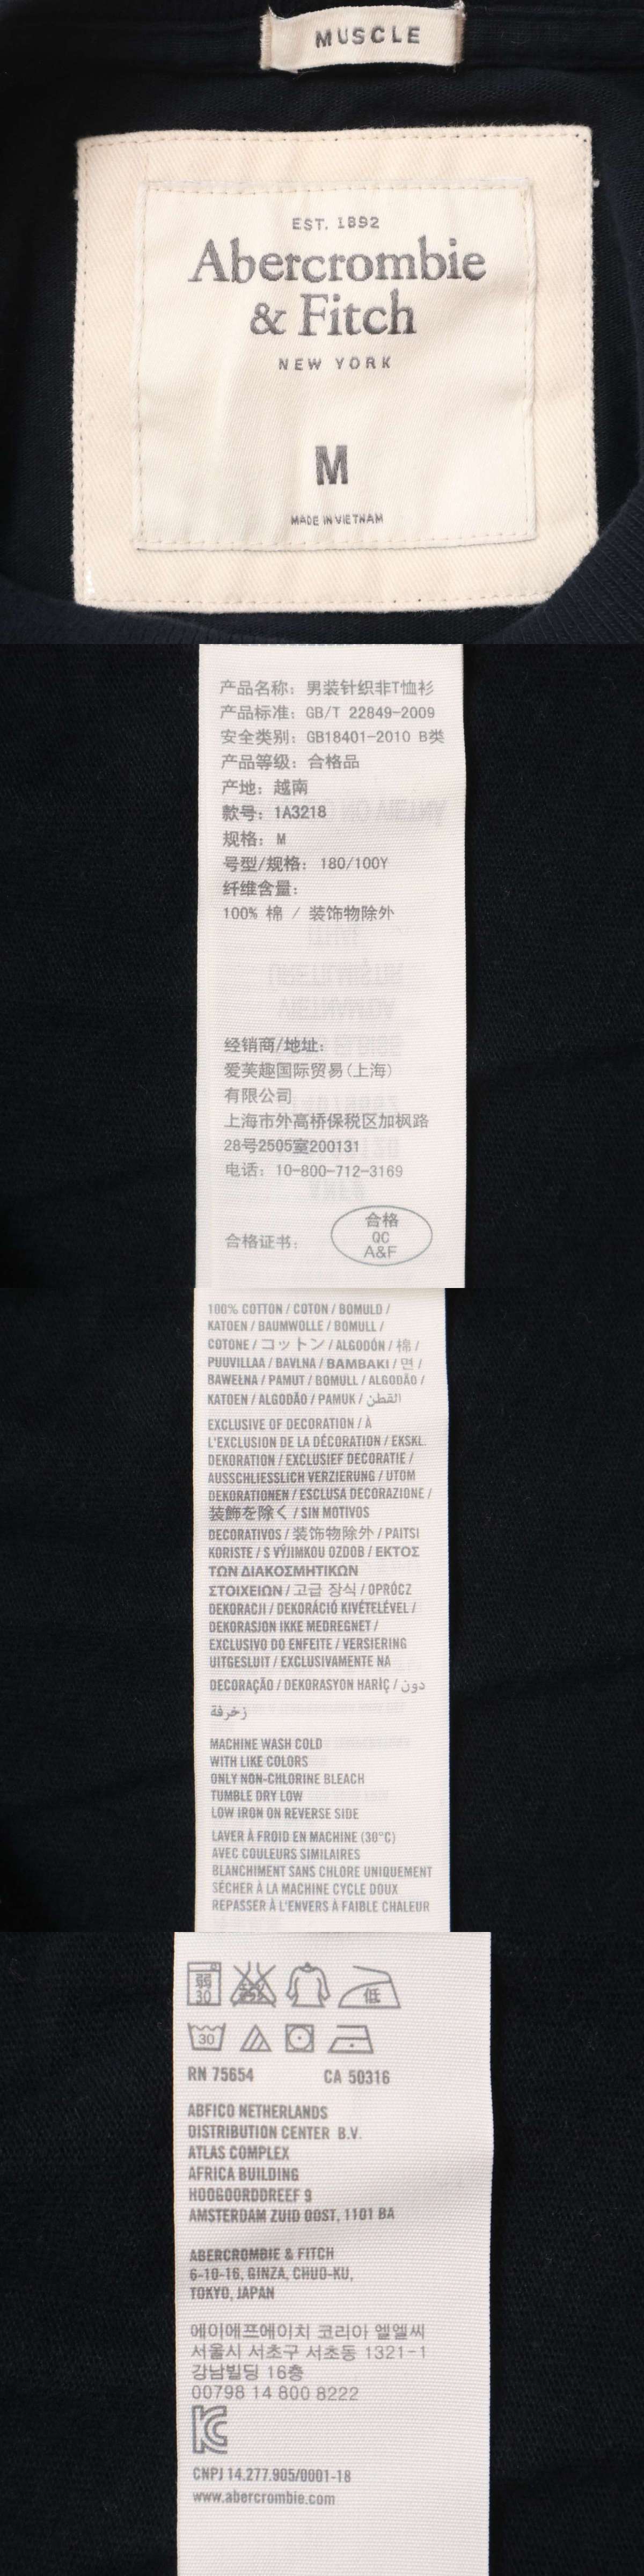 MUSCLE
EST. 1892
Abercrombie
& Fitch
NEW YORK
M
MADE IN VIETNAM
产品名称: 男装针织非T恤衫
产品标准: GB/T 22849-2009
安全类别: GB18401-2010 B类
产品等级: 合格品
产地: 越南
款号: 1A3218
规格: M
号型/规格: 180/100Y
纤维含量:
100% 棉 / 装饰物除外
经销商/地址:
爱芙趣国际贸易(上海)
有限公司
上海市外高桥保税区加枫路
28号2505室200131
电话: 10-800-712-3169
合格证书:
合格
QC
A&F
100% COTTON / COTON / BOMULD /
KATOEN / BAUMWOLLE / BOMULL /
COTONE / コットン / ALGODÓN / 棉 /
PUUVILLAA / BAVLNA / BAMBAKI / 면 /
BAWEŁNA / PAMUT / BOMULL / ALGODÃO /
KATOEN / ALGODÃO / PAMUK / القطن
EXCLUSIVE OF DECORATION / À
L'EXCLUSION DE LA DÉCORATION / EKSKL.
DEKORATION / EXCLUSIEF DECORATIE /
AUSSCHLIESSLICH VERZIERUNG / UTOM
DEKORATIONEN / ESCLUSA DECORAZIONE /
装飾を除く / SIN MOTIVOS
DECORATIVOS / 装饰物除外 / PAITSI
KORISTE / S VÝJIMKOU OZDOB / ΕΚΤΟΣ
ΤΩΝ ΔΙΑΚΟΣΜΗΤΙΚΩΝ
ΣΤΟΙΧΕΙΩΝ / 고급 장식 / OPRÓCZ
DEKORACJI / DEKORÁCIÓ KIVÉTELÉVEL /
DEKORASJON IKKE MEDREGNET /
EXCLUSIVO DO ENFEITE / VERSIERING
UITGESLUIT / EXCLUSIVAMENTE NA
DECORAÇÃO / DEKORASYON HARİÇ / دون
زخرفة
MACHINE WASH COLD
WITH LIKE COLORS
ONLY NON-CHLORINE BLEACH
TUMBLE DRY LOW
LOW IRON ON REVERSE SIDE
LAVER À FROID EN MACHINE (30°C)
AVEC COULEURS SIMILAIRES
BLANCHIMENT SANS CHLORE UNIQUEMENT
SÉCHER À LA MACHINE CYCLE DOUX
REPASSER À L'ENVERS À FAIBLE CHALEUR
弱
30
低
30
RN 75654 CA 50316
ABFICO NETHERLANDS
DISTRIBUTION CENTER B.V.
ATLAS COMPLEX
AFRICA BUILDING
HOOGOORDDREEF 9
AMSTERDAM ZUID OOST, 1101 BA
ABERCROMBIE & FITCH
6-10-16, GINZA, CHUO-KU,
TOKYO, JAPAN
에이에프에이치 코리아 엘엘씨
서울시 서초구 서초동 1321-1
강남빌딩 16층
00798 14 800 8222
CNPJ 14.277.905/0001-18
www.abercrombie.com